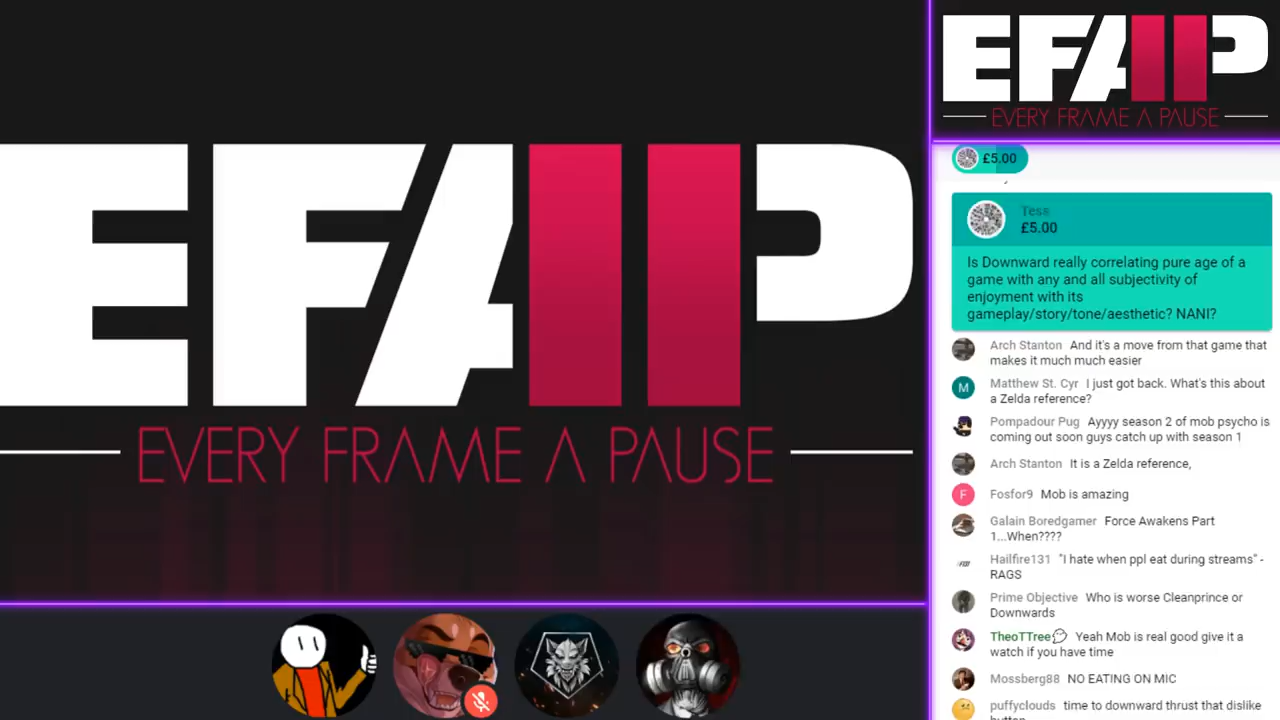 EFAP
EVERY FRAME A PAUSE
EFAP
EVERY FRAME A PAUSE
£5.00
Tess
£5.00
Is Downward really correlating pure age of a
game with any and all subjectivity of
enjoyment with its
gameplay/story/tone/aesthetic? NANI?
Arch Stanton And it's a move from that game that
makes it much much easier
M Matthew St. Cyr I just got back. What's this about
a Zelda reference?
Pompadour Pug Ayyyy season 2 of mob psycho is
coming out soon guys catch up with season 1
Arch Stanton It is a Zelda reference,
F Fosfor9 Mob is amazing
Galain Boredgamer Force Awakens Part
1...When????
Hailfire131 "I hate when ppl eat during streams" -
RAGS
Prime Objective Who is worse Cleanprince or
Downwards
TheoTTree Yeah Mob is real good give it a
watch if you have time
Mossberg88 NO EATING ON MIC
puffyclouds time to downward thrust that dislike
button